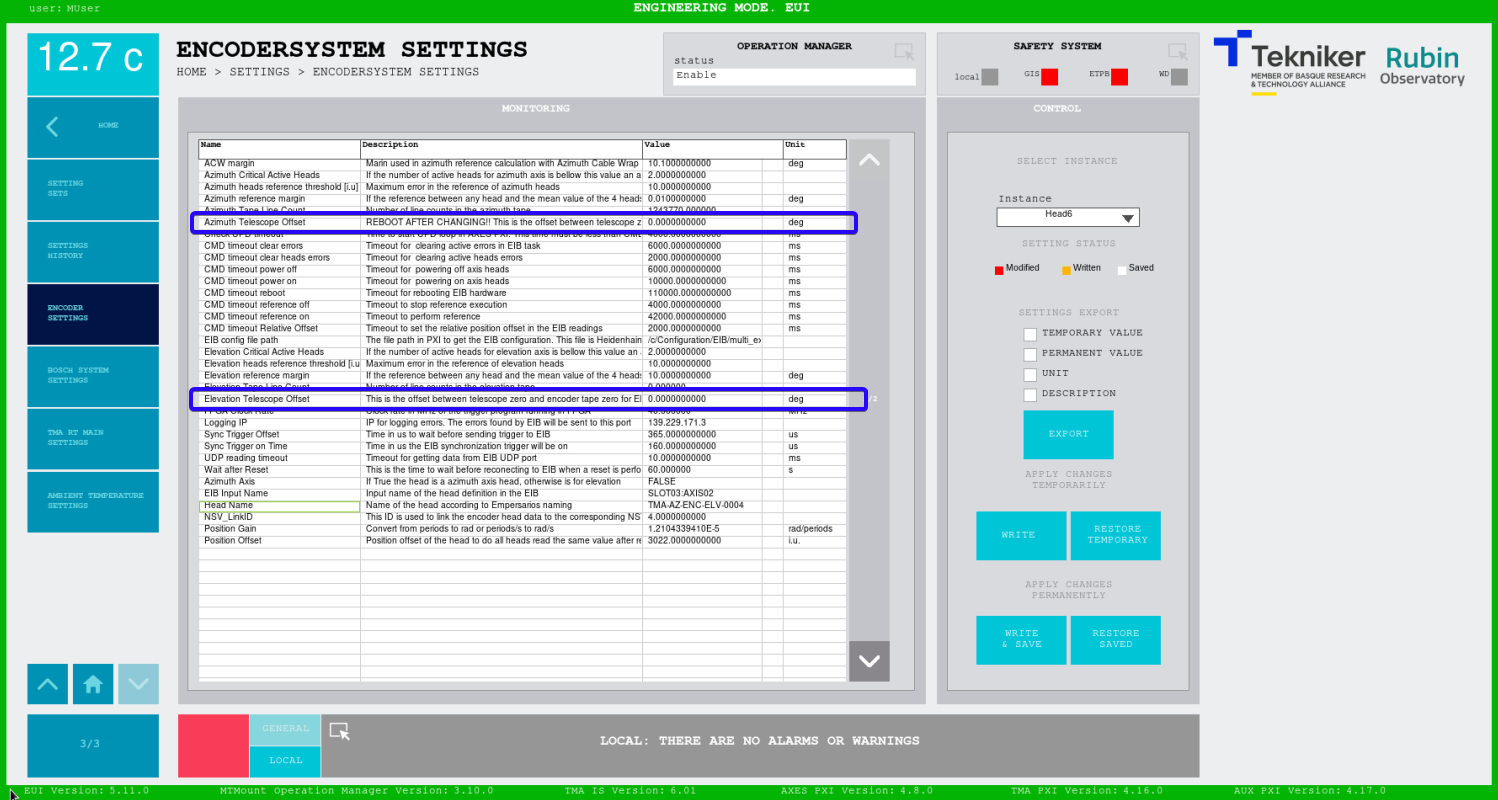 user: MUser
ENGINEERING MODE. EUI
12.7 c
ENCODERSYSTEM SETTINGS
HOME > SETTINGS > ENCODERSYSTEM SETTINGS
OPERATION MANAGER
status
Enable
SAFETY SYSTEM
local GIS ETPB WD
Tekniker
MEMBER OF BASQUE RESEARCH
& TECHNOLOGY ALLIANCE
Rubin
Observatory
HOME
SETTING
SETS
SETTINGS
HISTORY
ENCODER
SETTINGS
BOSCH SYSTEM
SETTINGS
TMA RT MAIN
SETTINGS
AMBIENT TEMPERATURE
SETTINGS
3/3
MONITORING
Name Description Value Unit
ACW margin Marin used in azimuth reference calculation with Azimuth Cable Wrap 10.1000000000 deg
Azimuth Critical Active Heads If the number of active heads for azimuth axis is bellow this value an a 2.0000000000
Azimuth heads reference threshold [i.u] Maximum error in the reference of azimuth heads 10.0000000000
Azimuth reference margin If the reference between any head and the mean value of the 4 heads 0.0100000000 deg
Azimuth Tape Line Count Number of line counts in the azimuth tape 1243770.000000
Azimuth Telescope Offset REBOOT AFTER CHANGING!! This is the offset between telescope z 0.0000000000 deg
Check UPD timeout Time to start UPD loop in AXES PXI. This time must be less than CMD 4000.0000000000 ms
CMD timeout clear errors Timeout for clearing active errors in EIB task 6000.0000000000 ms
CMD timeout clear heads errors Timeout for clearing active heads errors 2000.0000000000 ms
CMD timeout power off Timeout for powering off axis heads 6000.0000000000 ms
CMD timeout power on Timeout for powering on axis heads 10000.0000000000 ms
CMD timeout reboot Timeout for rebooting EIB hardware 110000.0000000000 ms
CMD timeout reference off Timeout to stop reference execution 4000.0000000000 ms
CMD timeout reference on Timeout to perform reference 42000.0000000000 ms
CMD timeout Relative Offset Timeout to set the relative position offset in the EIB readings 2000.0000000000 ms
EIB config file path The file path in PXI to get the EIB configuration. This file is Heidenhain /c/Configuration/EIB/multi_ex
Elevation Critical Active Heads If the number of active heads for elevation axis is bellow this value an 2.0000000000
Elevation heads reference threshold [i.u Maximum error in the reference of elevation heads 10.0000000000
Elevation reference margin If the reference between any head and the mean value of the 4 heads 10.0000000000 deg
Elevation Tape Line Count Number of line counts in the elevation tape 0.000000
Elevation Telescope Offset This is the offset between telescope zero and encoder tape zero for El 0.0000000000 deg
FPGA Clock Rate Clock rate in MHz of the trigger program running in FPGA 40.000000 MHz
Logging IP IP for logging errors. The errors found by EIB will be sent to this port 139.229.171.3
Sync Trigger Offset Time in us to wait before sending trigger to EIB 365.0000000000 us
Sync Trigger on Time Time in us the EIB synchronization trigger will be on 160.0000000000 us
UDP reading timeout Timeout for getting data from EIB UDP port 10.0000000000 ms
Wait after Reset This is the time to wait before reconecting to EIB when a reset is perfo 60.000000 s
Azimuth Axis If True the head is a azimuth axis head, otherwise is for elevation FALSE
EIB Input Name Input name of the head definition in the EIB SLOT03:AXIS02
Head Name Name of the head according to Empersarios naming TMA-AZ-ENC-ELV-0004
NSV_LinkID This ID is used to link the encoder head data to the corresponding NS 4.0000000000
Position Gain Convert from periods to rad or periods/s to rad/s 1.2104339410E-5 rad/periods
Position Offset Position offset of the head to do all heads read the same value after re 3022.0000000000 i.u.
/2
CONTROL
SELECT INSTANCE
Instance
Head6
SETTING STATUS
Modified Written Saved
SETTINGS EXPORT
TEMPORARY VALUE
PERMANENT VALUE
UNIT
DESCRIPTION
EXPORT
APPLY CHANGES
TEMPORARILY
WRITE
RESTORE
TEMPORARY
APPLY CHANGES
PERMANENTLY
WRITE
& SAVE
RESTORE
SAVED
GENERAL
LOCAL
LOCAL: THERE ARE NO ALARMS OR WARNINGS
EUI Version: 5.11.0 MTMount Operation Manager Version: 3.10.0 TMA IS Version: 6.01 AXES PXI Version: 4.8.0 TMA PXI Version: 4.16.0 AUX PXI Version: 4.17.0